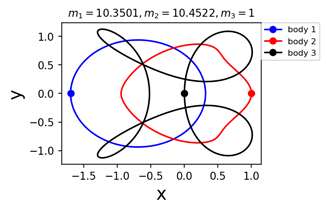 m₁ = 10.3501, m₂ = 10.4522, m₃ = 1
body 1
body 2
body 3
y
1.0
0.5
0.0
−0.5
−1.0
−1.5 −1.0 −0.5 0.0 0.5 1.0
x